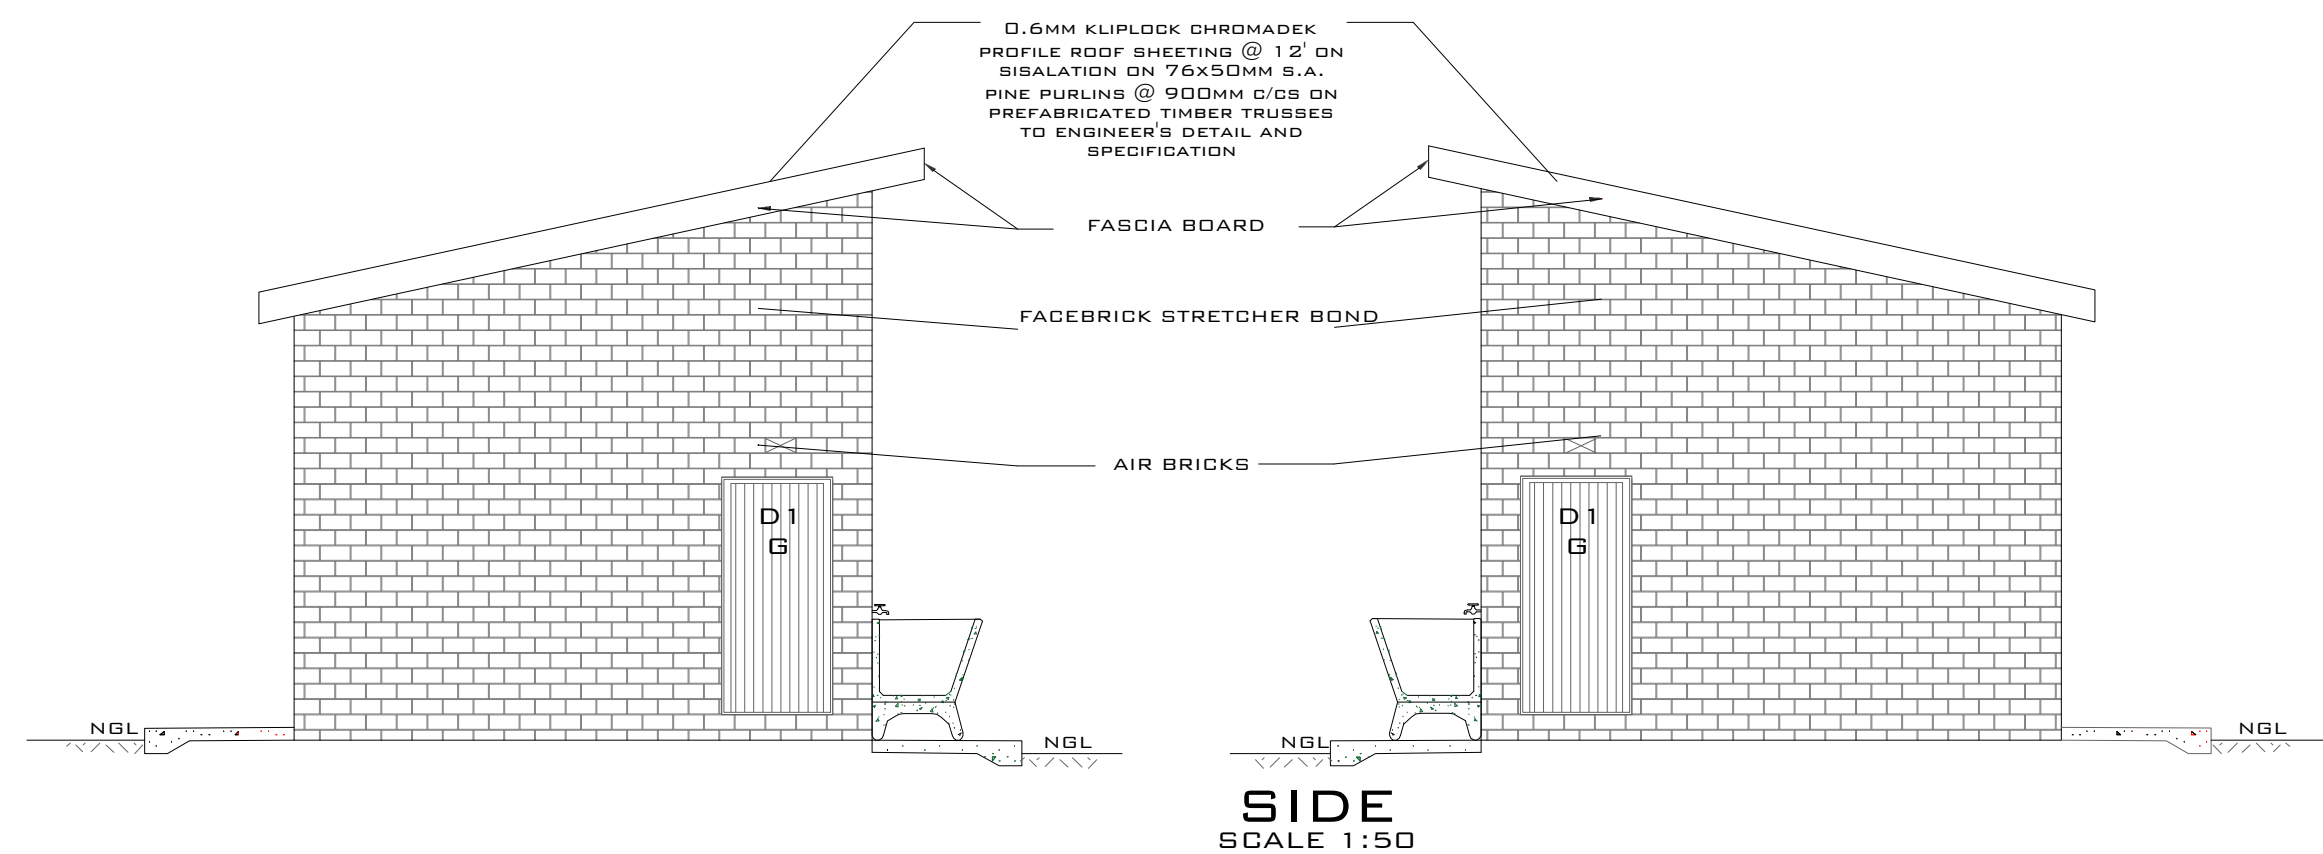 0.6MM KLIPLOCK CHROMADEK
PROFILE ROOF SHEETING @ 12' ON
SISALATION ON 76X50MM S.A.
PINE PURLINS @ 900MM C/CS ON
PREFABRICATED TIMBER TRUSSES
TO ENGINEER'S DETAIL AND
SPECIFICATION
FASCIA BOARD
FACEBRICK STRETCHER BOND
AIR BRICKS
D1
G
D1
G
NGL
NGL
NGL
NGL
SIDE
SCALE 1:50